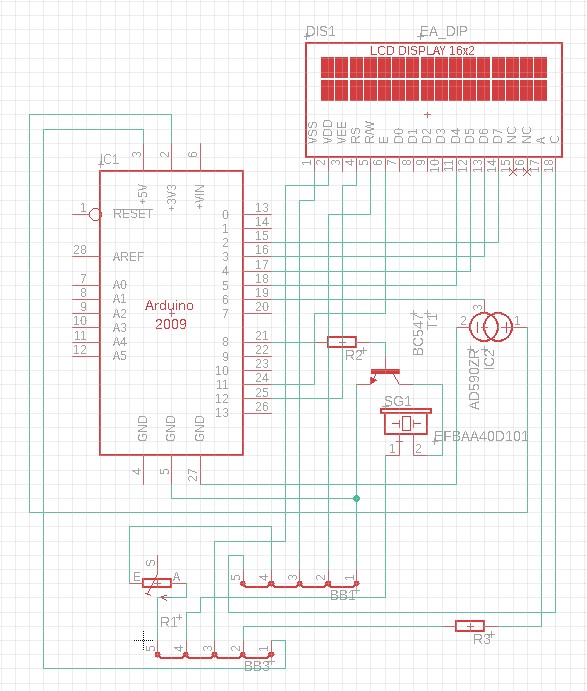 DIS1 EA_DIP
LCD DISPLAY 16x2
VSS VDD VEE RS R/W E D0 D1 D2 D3 D4 D5 D6 D7 NC NC A C
1 2 3 4 5 6 7 8 9 10 11 12 13 14 15 16 17 18
IC1
3 2 6
+5V +3V3 +VIN
1 RESET
28 AREF
7 A0
8 A1
9 A2
10 A3
11 A4
12 A5
Arduino
2009
0 13
1 14
2 15
3 16
4 17
5 18
6 19
7 20
8 21
9 22
10 23
11 24
12 25
13 26
GND GND GND
4 5 27
R2
BC547
T1
3
2 1
AD590ZR
IC2
SG1
EFBAA40D101
1 2
S
E A
R1
5 4 3 2 1
BB1
5 4 3 2 1
BB3
R3